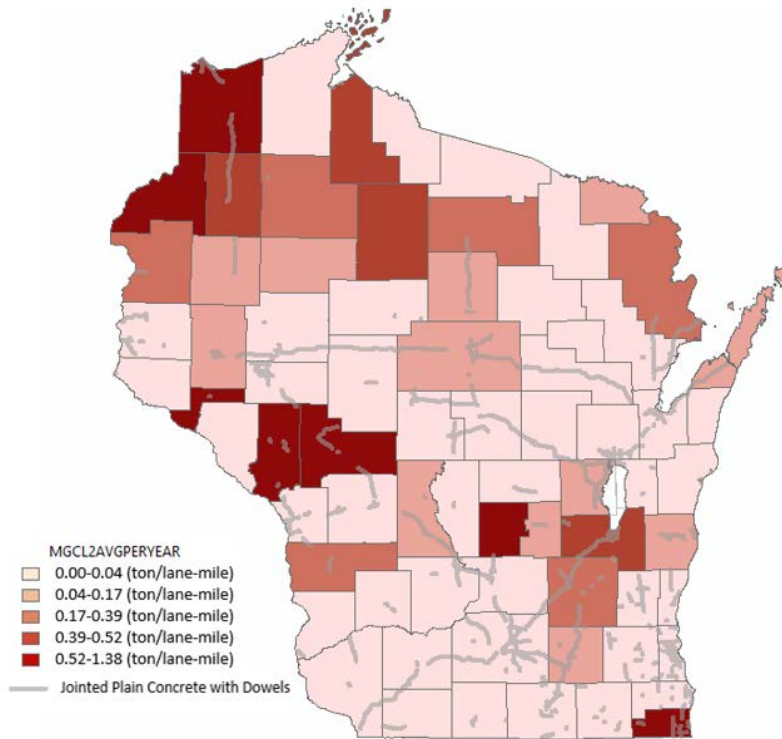 MGCL2AVGPERYEAR
0.00-0.04 (ton/lane-mile)
0.04-0.17 (ton/lane-mile)
0.17-0.39 (ton/lane-mile)
0.39-0.52 (ton/lane-mile)
0.52-1.38 (ton/lane-mile)
Jointed Plain Concrete with Dowels